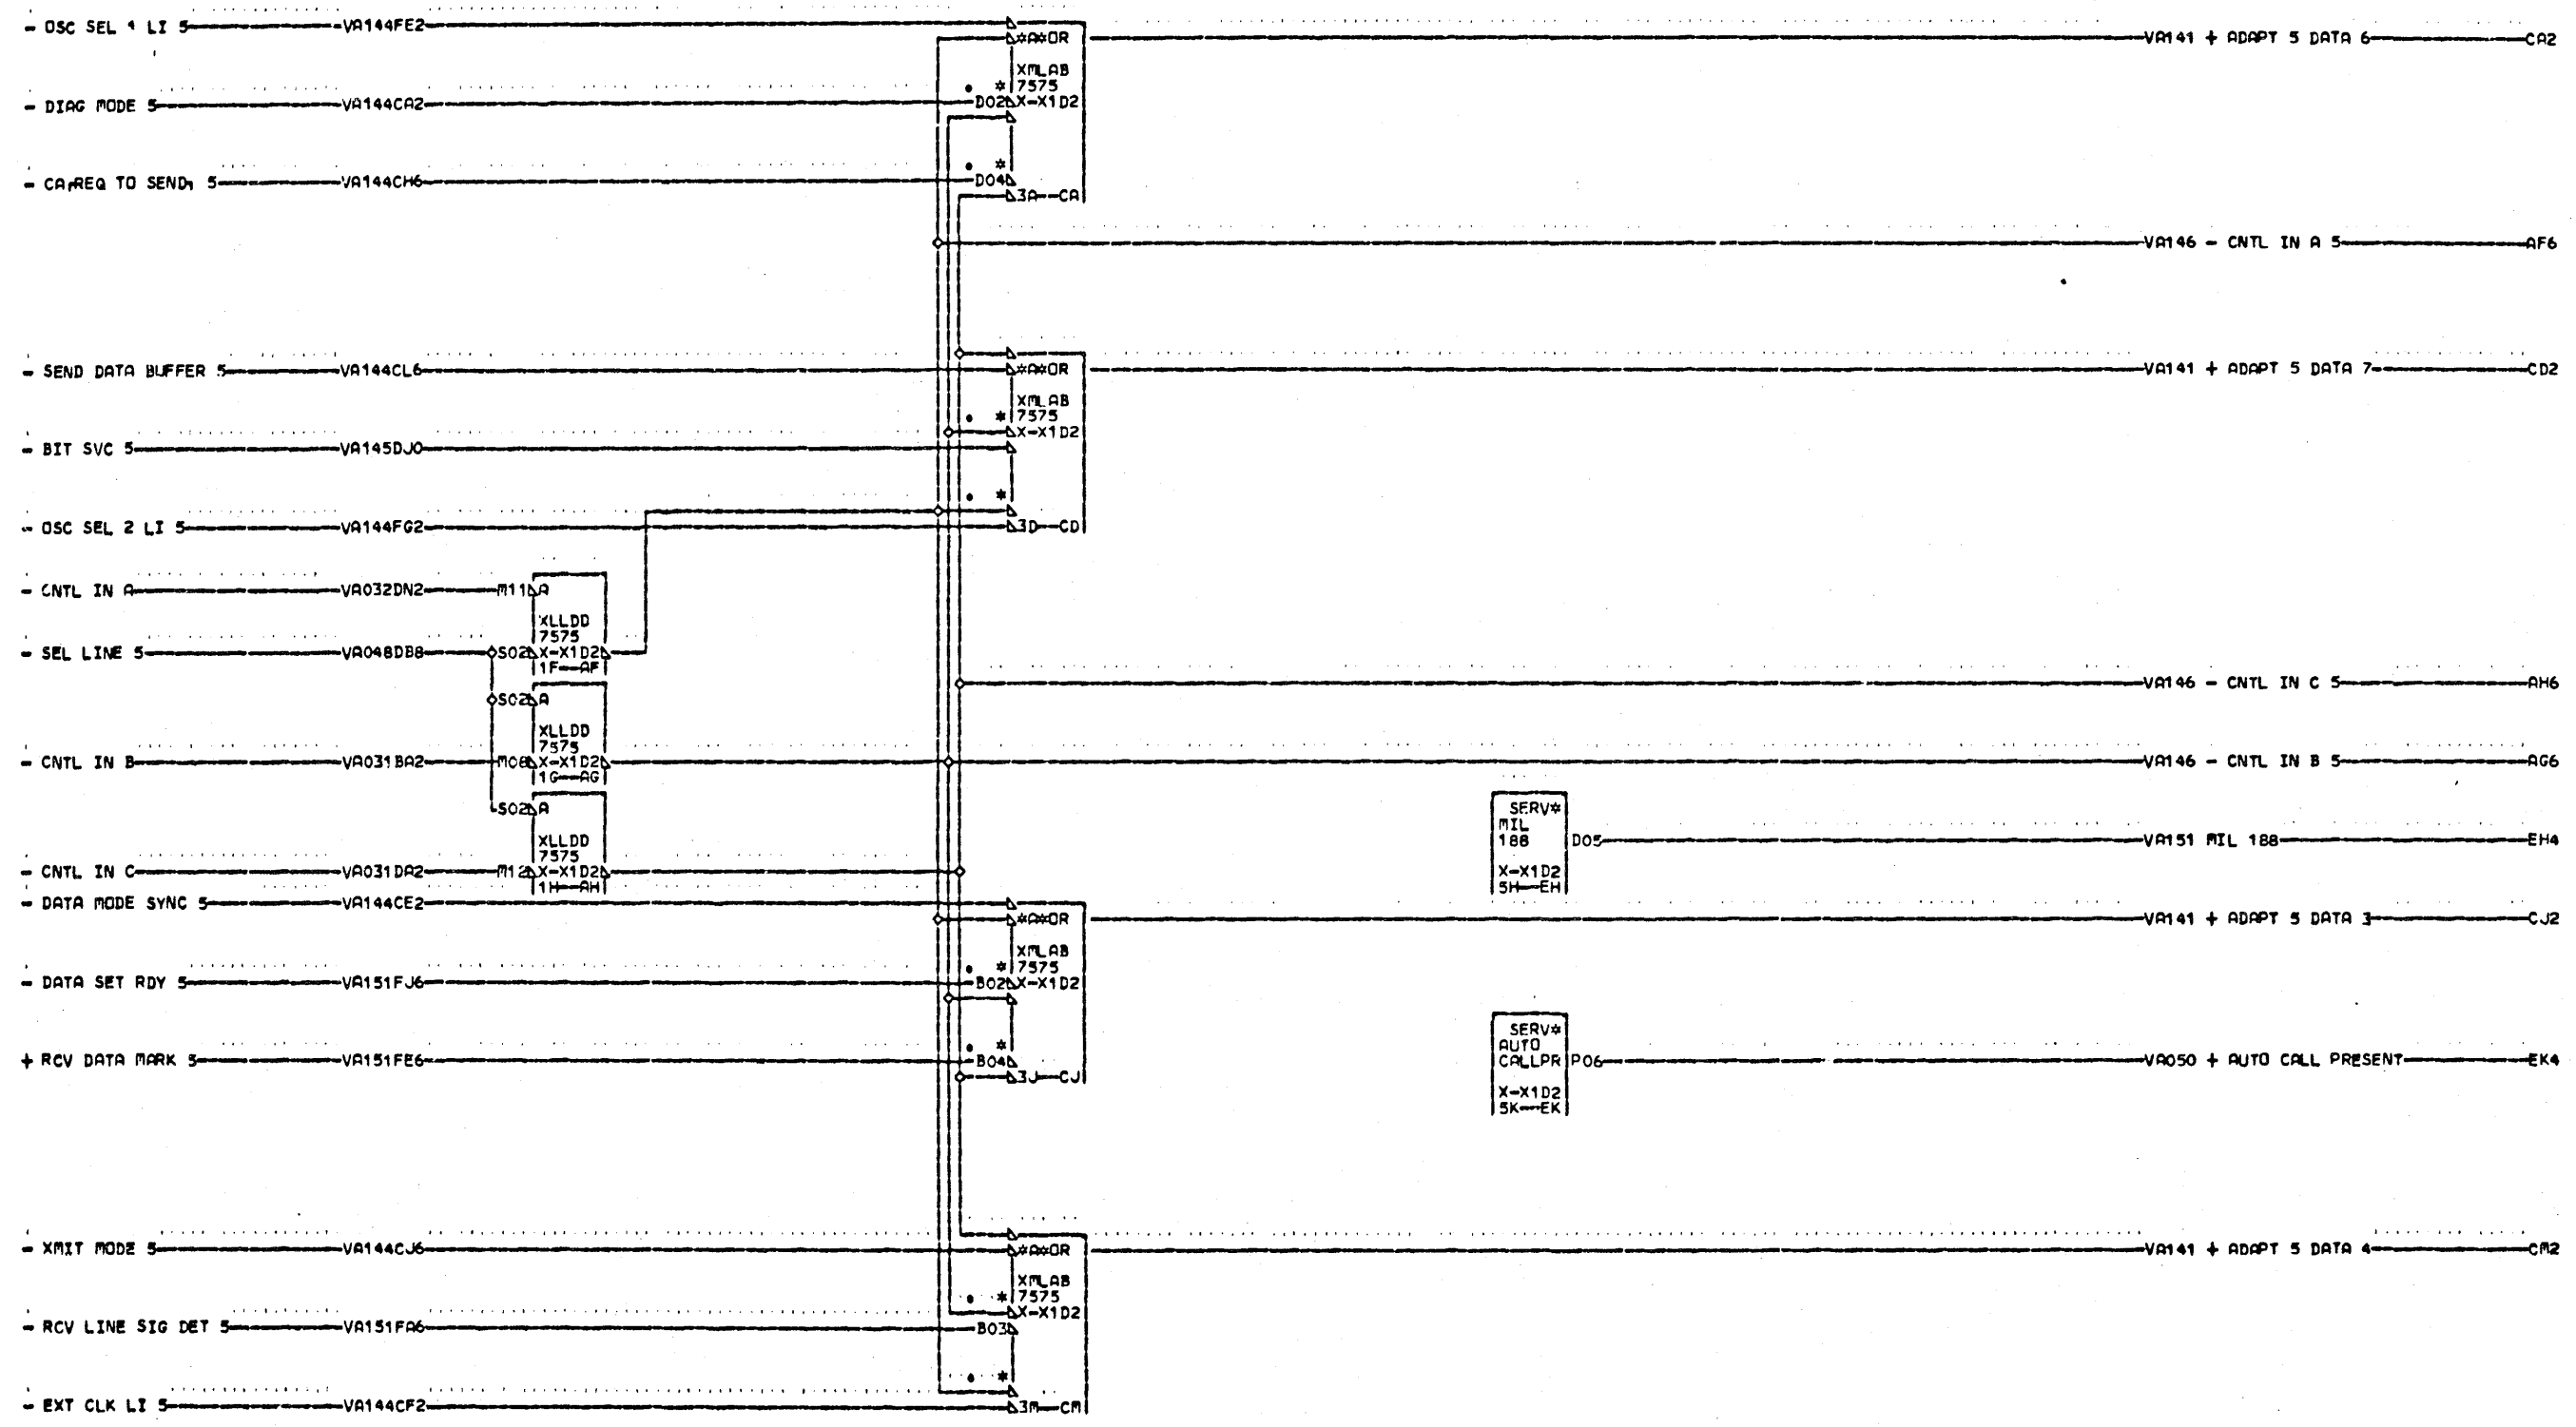 - OSC SEL 1 LI 5 VA144FE2
*A*OR VA141 + ADAPT 5 DATA 6 CA2
XMLAB
* 7575
- DIAG MODE 5 VA144CA2 D02 X-X1D2
*
- CA,REQ TO SEND, 5 VA144CH6 D04
3A CA
VA146 - CNTL IN A 5 AF6
- SEND DATA BUFFER 5 VA144CL6 *A*OR VA141 + ADAPT 5 DATA 7 CD2
XMLAB
* 7575
X-X1D2
- BIT SVC 5 VA145DJ0
*
- OSC SEL 2 LI 5 VA144FG2 3D CD
- CNTL IN A VA032DN2 M11 A
XLLDD
7575
- SEL LINE 5 VA048DB8 S02 X-X1D2
1F AF
VA146 - CNTL IN C 5 AH6
S02 A
XLLDD
7575
- CNTL IN B VA031BA2 M08 X-X1D2 VA146 - CNTL IN B 5 AG6
1G AG
S02 A SERV*
MIL
XLLDD 188 D05 VA151 MIL 188 EH4
7575
- CNTL IN C VA031DA2 M12 X-X1D2 X-X1D2
1H AH 5H EH
- DATA MODE SYNC 5 VA144CE2
*A*OR VA141 + ADAPT 5 DATA 3 CJ2
XMLAB
* 7575
- DATA SET RDY 5 VA151FJ6 B02 X-X1D2
SERV*
* AUTO
+ RCV DATA MARK 5 VA151FE6 B04 CALLPR P06 VA050 + AUTO CALL PRESENT EK4
3J CJ
X-X1D2
5K EK
- XMIT MODE 5 VA144CJ6 *A*OR VA141 + ADAPT 5 DATA 4 CM2
XMLAB
* 7575
X-X1D2
- RCV LINE SIG DET 5 VA151FA6 B03
*
- EXT CLK LI 5 VA144CF2 3M CM